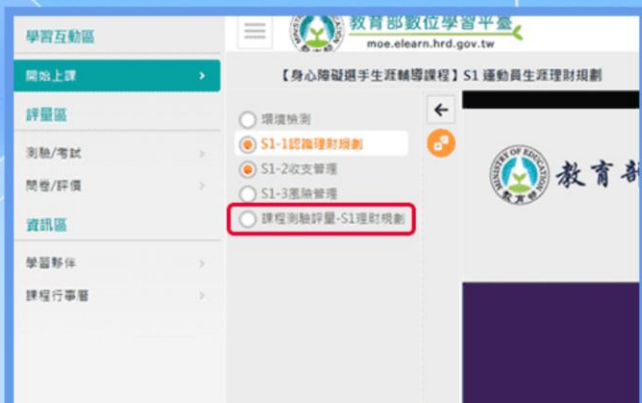 學習互動區
開始上課
評量區
測驗/考試
問卷/評價
資訊區
學習夥伴
課程行事曆
教育部數位學習平臺
moe.elearn.hrd.gov.tw
【身心障礙選手生涯輔導課程】S1 運動員生涯理財規劃
環境檢測
S1-1認識理財規劃
S1-2收支管理
S1-3風險管理
課程測驗評量-S1理財規劃
MINISTRY OF EDUCATION
教育部